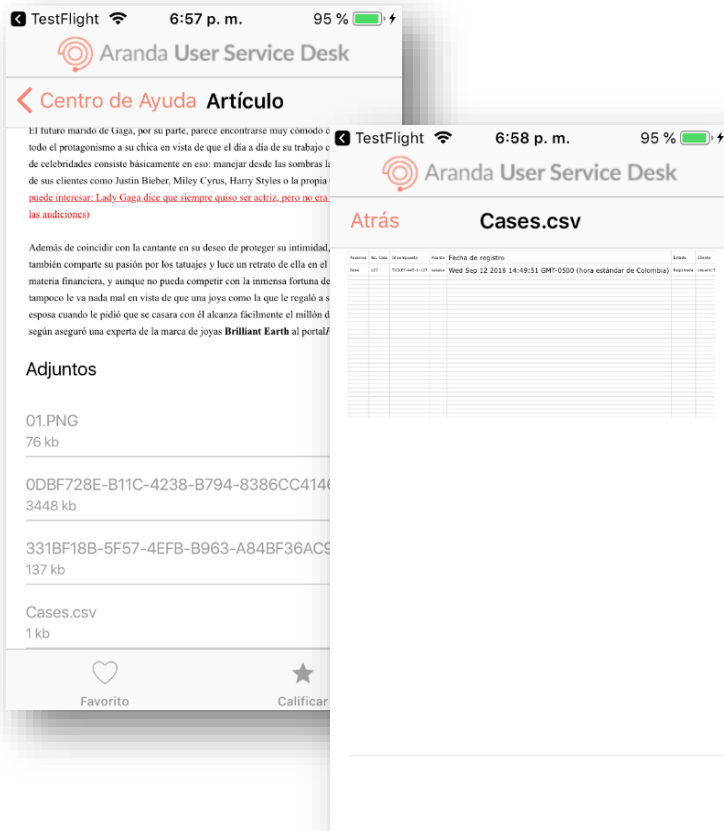 TestFlight 6:57 p. m. 95 %
Aranda User Service Desk
Centro de Ayuda Artículo
El futuro marido de Gaga, por su parte, parece encontrarse muy cómodo c
todo el protagonismo a su chica en vista de que el día a día de su trabajo c
de celebridades consiste básicamente en eso: manejar desde las sombras la
de sus clientes como Justin Bieber, Miley Cyrus, Harry Styles o la propia
puede interesar: Lady Gaga dice que siempre quiso ser actriz, pero no era
las audiciones)
Además de coincidir con la cantante en su deseo de proteger su intimidad,
también comparte su pasión por los tatuajes y luce un retrato de ella en el
materia financiera, y aunque no pueda competir con la inmensa fortuna de
tampoco le va nada mal en vista de que una joya como la que le regaló a s
esposa cuando le pidió que se casara con él alcanza fácilmente el millón d
según aseguró una experta de la marca de joyas Brilliant Earth al portal
Adjuntos
01.PNG
76 kb
0DBF728E-B11C-4238-B794-8386CC4146
3448 kb
331BF18B-5F57-4EFB-B963-A84BF36AC9
137 kb
Cases.csv
1 kb
Favorito Calificar
TestFlight 6:58 p. m. 95 %
Aranda User Service Desk
Atrás Cases.csv
No. Caso Fecha de registro Estado Cliente
false Wed Sep 12 2018 14:49:51 GMT-0500 (hora estándar de Colombia) Registrado